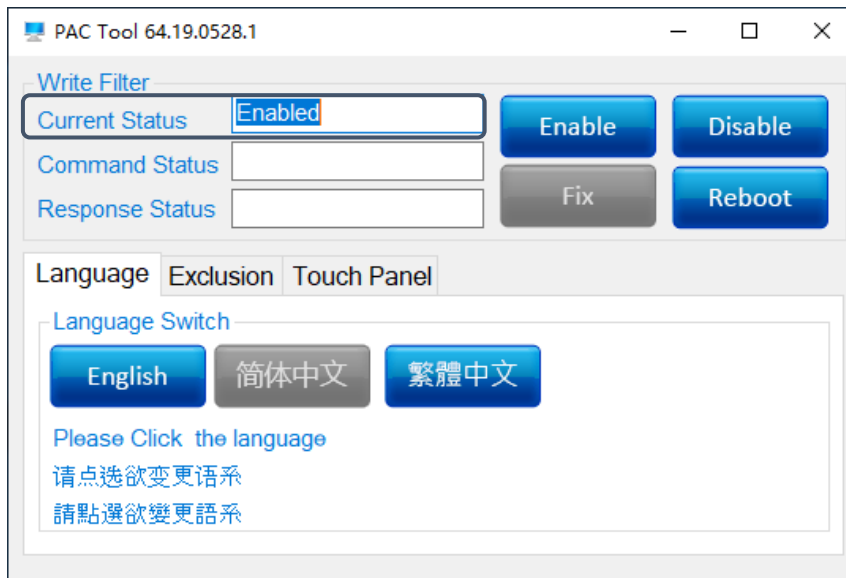 PAC Tool 64.19.0528.1
Write Filter
Current Status Enabled Enable Disable
Command Status
Response Status Fix Reboot
Language Exclusion Touch Panel
Language Switch
English 简体中文 繁體中文
Please Click the language
请点选欲变更语系
請點選欲變更語系